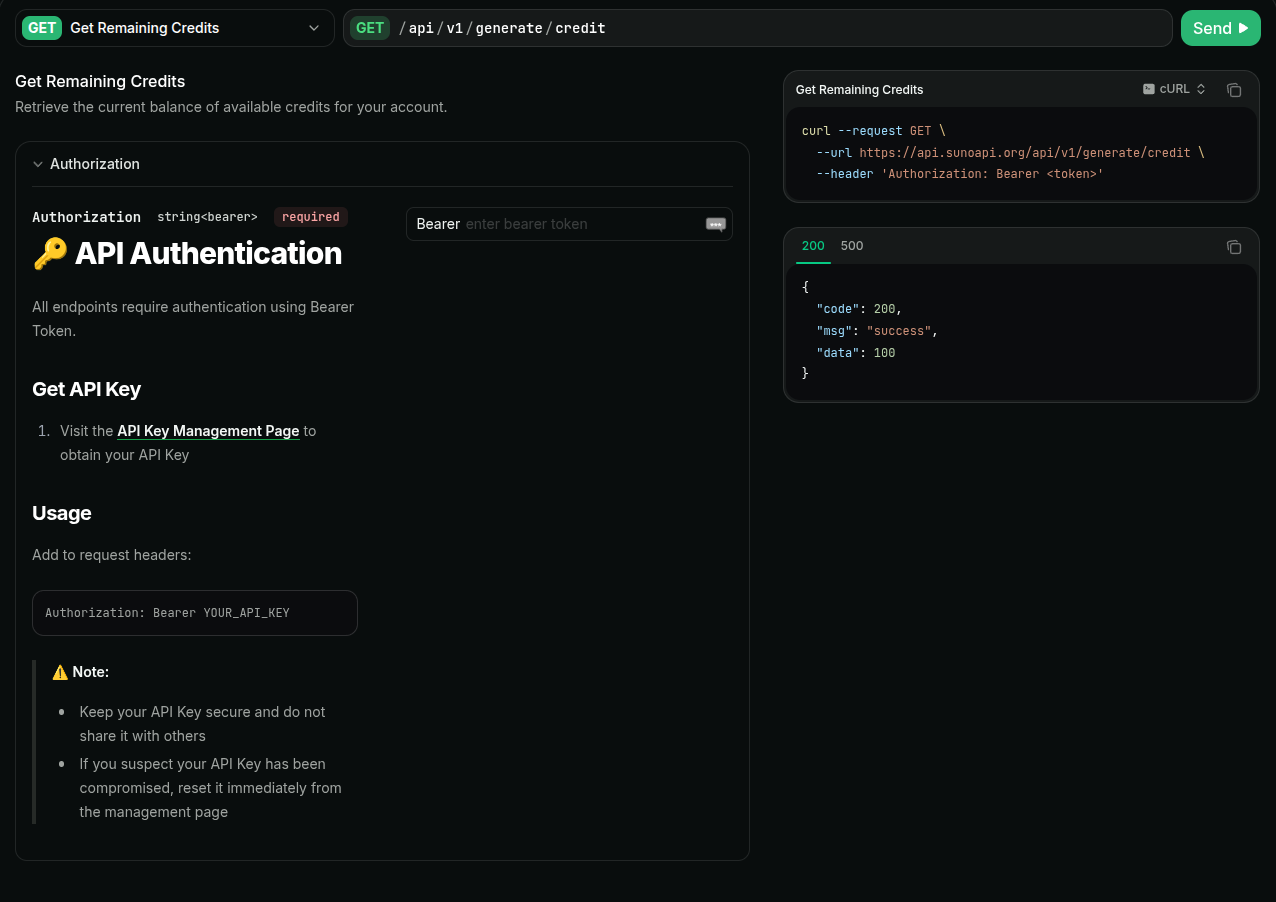 GET Get Remaining Credits
GET /api/v1/generate/credit
Send
Get Remaining Credits
Retrieve the current balance of available credits for your account.
Authorization
Authorization string<bearer> required
Bearer enter bearer token
🔑 API Authentication
All endpoints require authentication using Bearer
Token.
Get API Key
1. Visit the API Key Management Page to
obtain your API Key
Usage
Add to request headers:
Authorization: Bearer YOUR_API_KEY
⚠️ Note:
• Keep your API Key secure and do not
share it with others
• If you suspect your API Key has been
compromised, reset it immediately from
the management page
Get Remaining Credits
cURL
curl --request GET \
--url https://api.sunoapi.org/api/v1/generate/credit \
--header 'Authorization: Bearer <token>'
200 500
{
"code": 200,
"msg": "success",
"data": 100
}